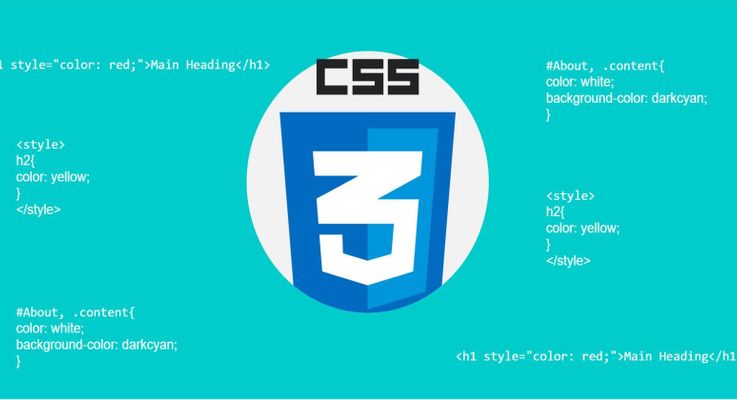 1 style="color: red;">Main Heading</h1>
CSS
3
#About, .content{
color: white;
background-color: darkcyan;
}
<style>
h2{
color: yellow;
}
</style>
<style>
h2{
color: yellow;
}
</style>
#About, .content{
color: white;
background-color: darkcyan;
}
<h1 style="color: red;">Main Heading</h1